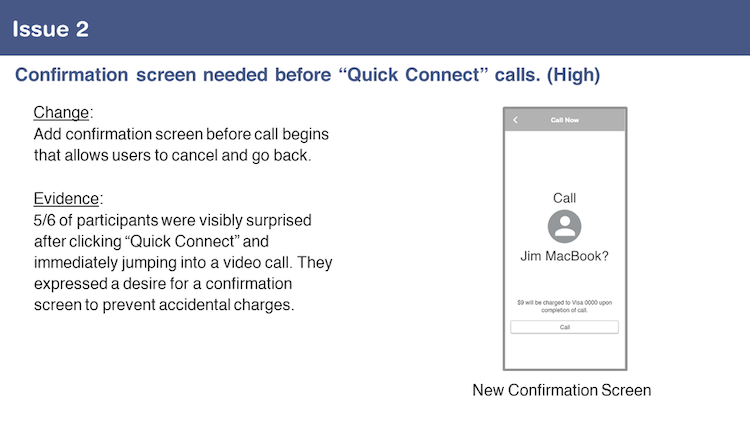 Issue 2
Confirmation screen needed before “Quick Connect” calls. (High)
Change:
Add confirmation screen before call begins
that allows users to cancel and go back.
Evidence:
5/6 of participants were visibly surprised
after clicking “Quick Connect” and
immediately jumping into a video call. They
expressed a desire for a confirmation
screen to prevent accidental charges.
Call Now
Call
Jim MacBook?
$9 will be charged to Visa 0000 upon
completion of call.
Call
New Confirmation Screen